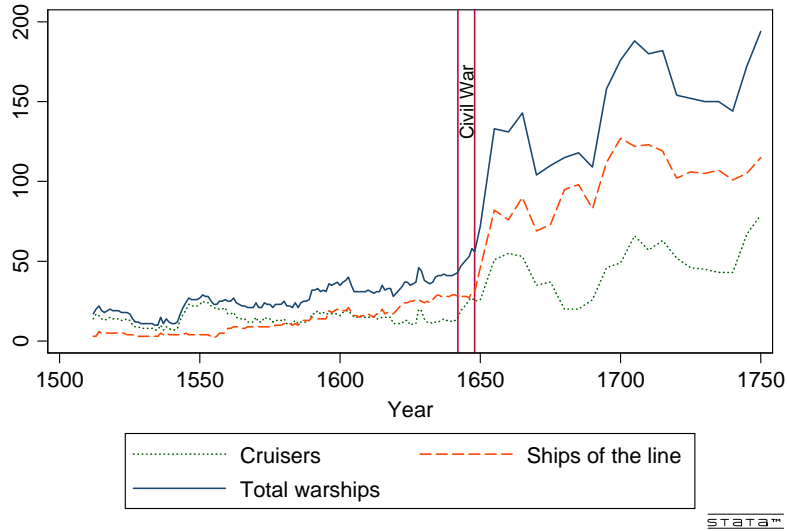 200
150
100
50
0
Civil War
1500 1550 1600 1650 1700 1750
Year
Cruisers Ships of the line
Total warships
STATA™